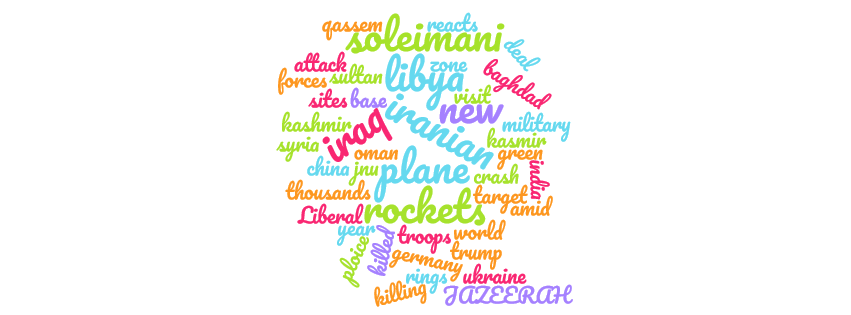 qassem reacts
soleimani
deal
attack libya zone
baghdad
forces sultan
sites base visit
iranian new
kashmir military
iraq kasmir
syria oman green
china jnu plane crash india
thousands target
Liberal rockets amid
year troops world
ploice killed germany trump
rings ukraine
killing JAZEERAH